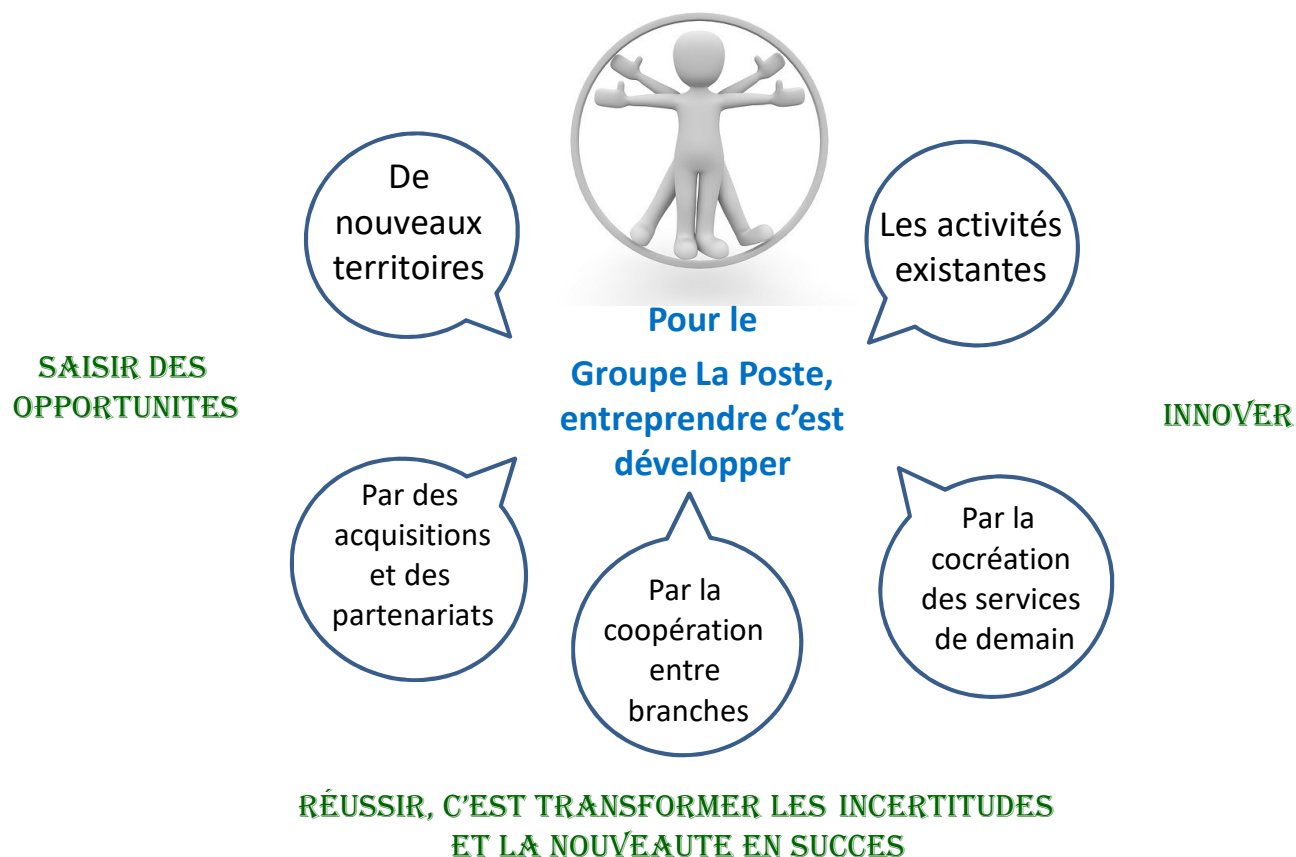 De
nouveaux
territoires
Les activités
existantes
Pour le
Groupe La Poste,
entreprendre c’est
développer
SAISIR DES
OPPORTUNITES
INNOVER
Par des
acquisitions
et des
partenariats
Par la
coopération
entre
branches
Par la
cocréation
des services
de demain
RÉUSSIR, C’EST TRANSFORMER LES INCERTITUDES
ET LA NOUVEAUTE EN SUCCES